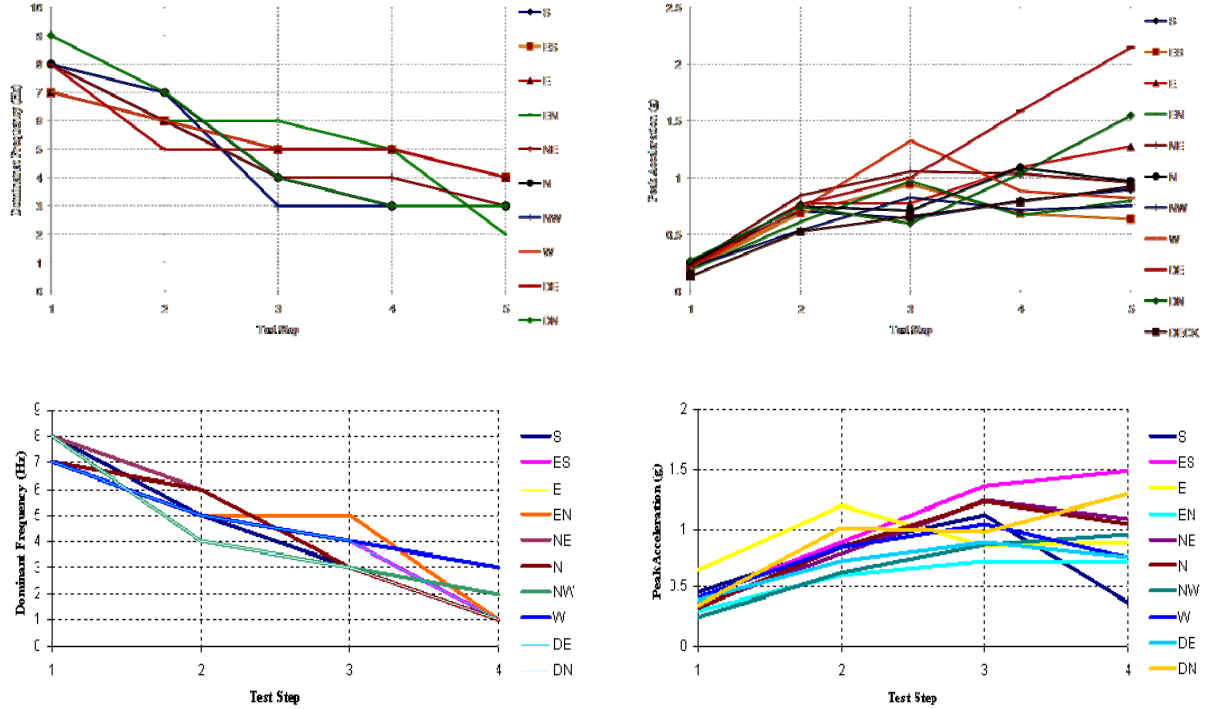 10
9
8
7
6
5
4
3
2
1
0
Dominant Frequency (Hz)
1 2 3 4 5
Test Step
S
ES
E
EN
NE
N
NW
W
DE
DN
2.5
2
1.5
1
0.5
0
Peak Acceleration (g)
1 2 3 4 5
Test Step
S
ES
E
EN
NE
N
NW
W
DE
DN
DECK
9
8
7
6
5
4
3
2
1
0
Dominant Frequency (Hz)
1 2 3 4
Test Step
S
ES
E
EN
NE
N
NW
W
DE
DN
2
1.5
1
0.5
0
Peak Acceleration (g)
1 2 3 4
Test Step
S
ES
E
EN
NE
N
NW
W
DE
DN